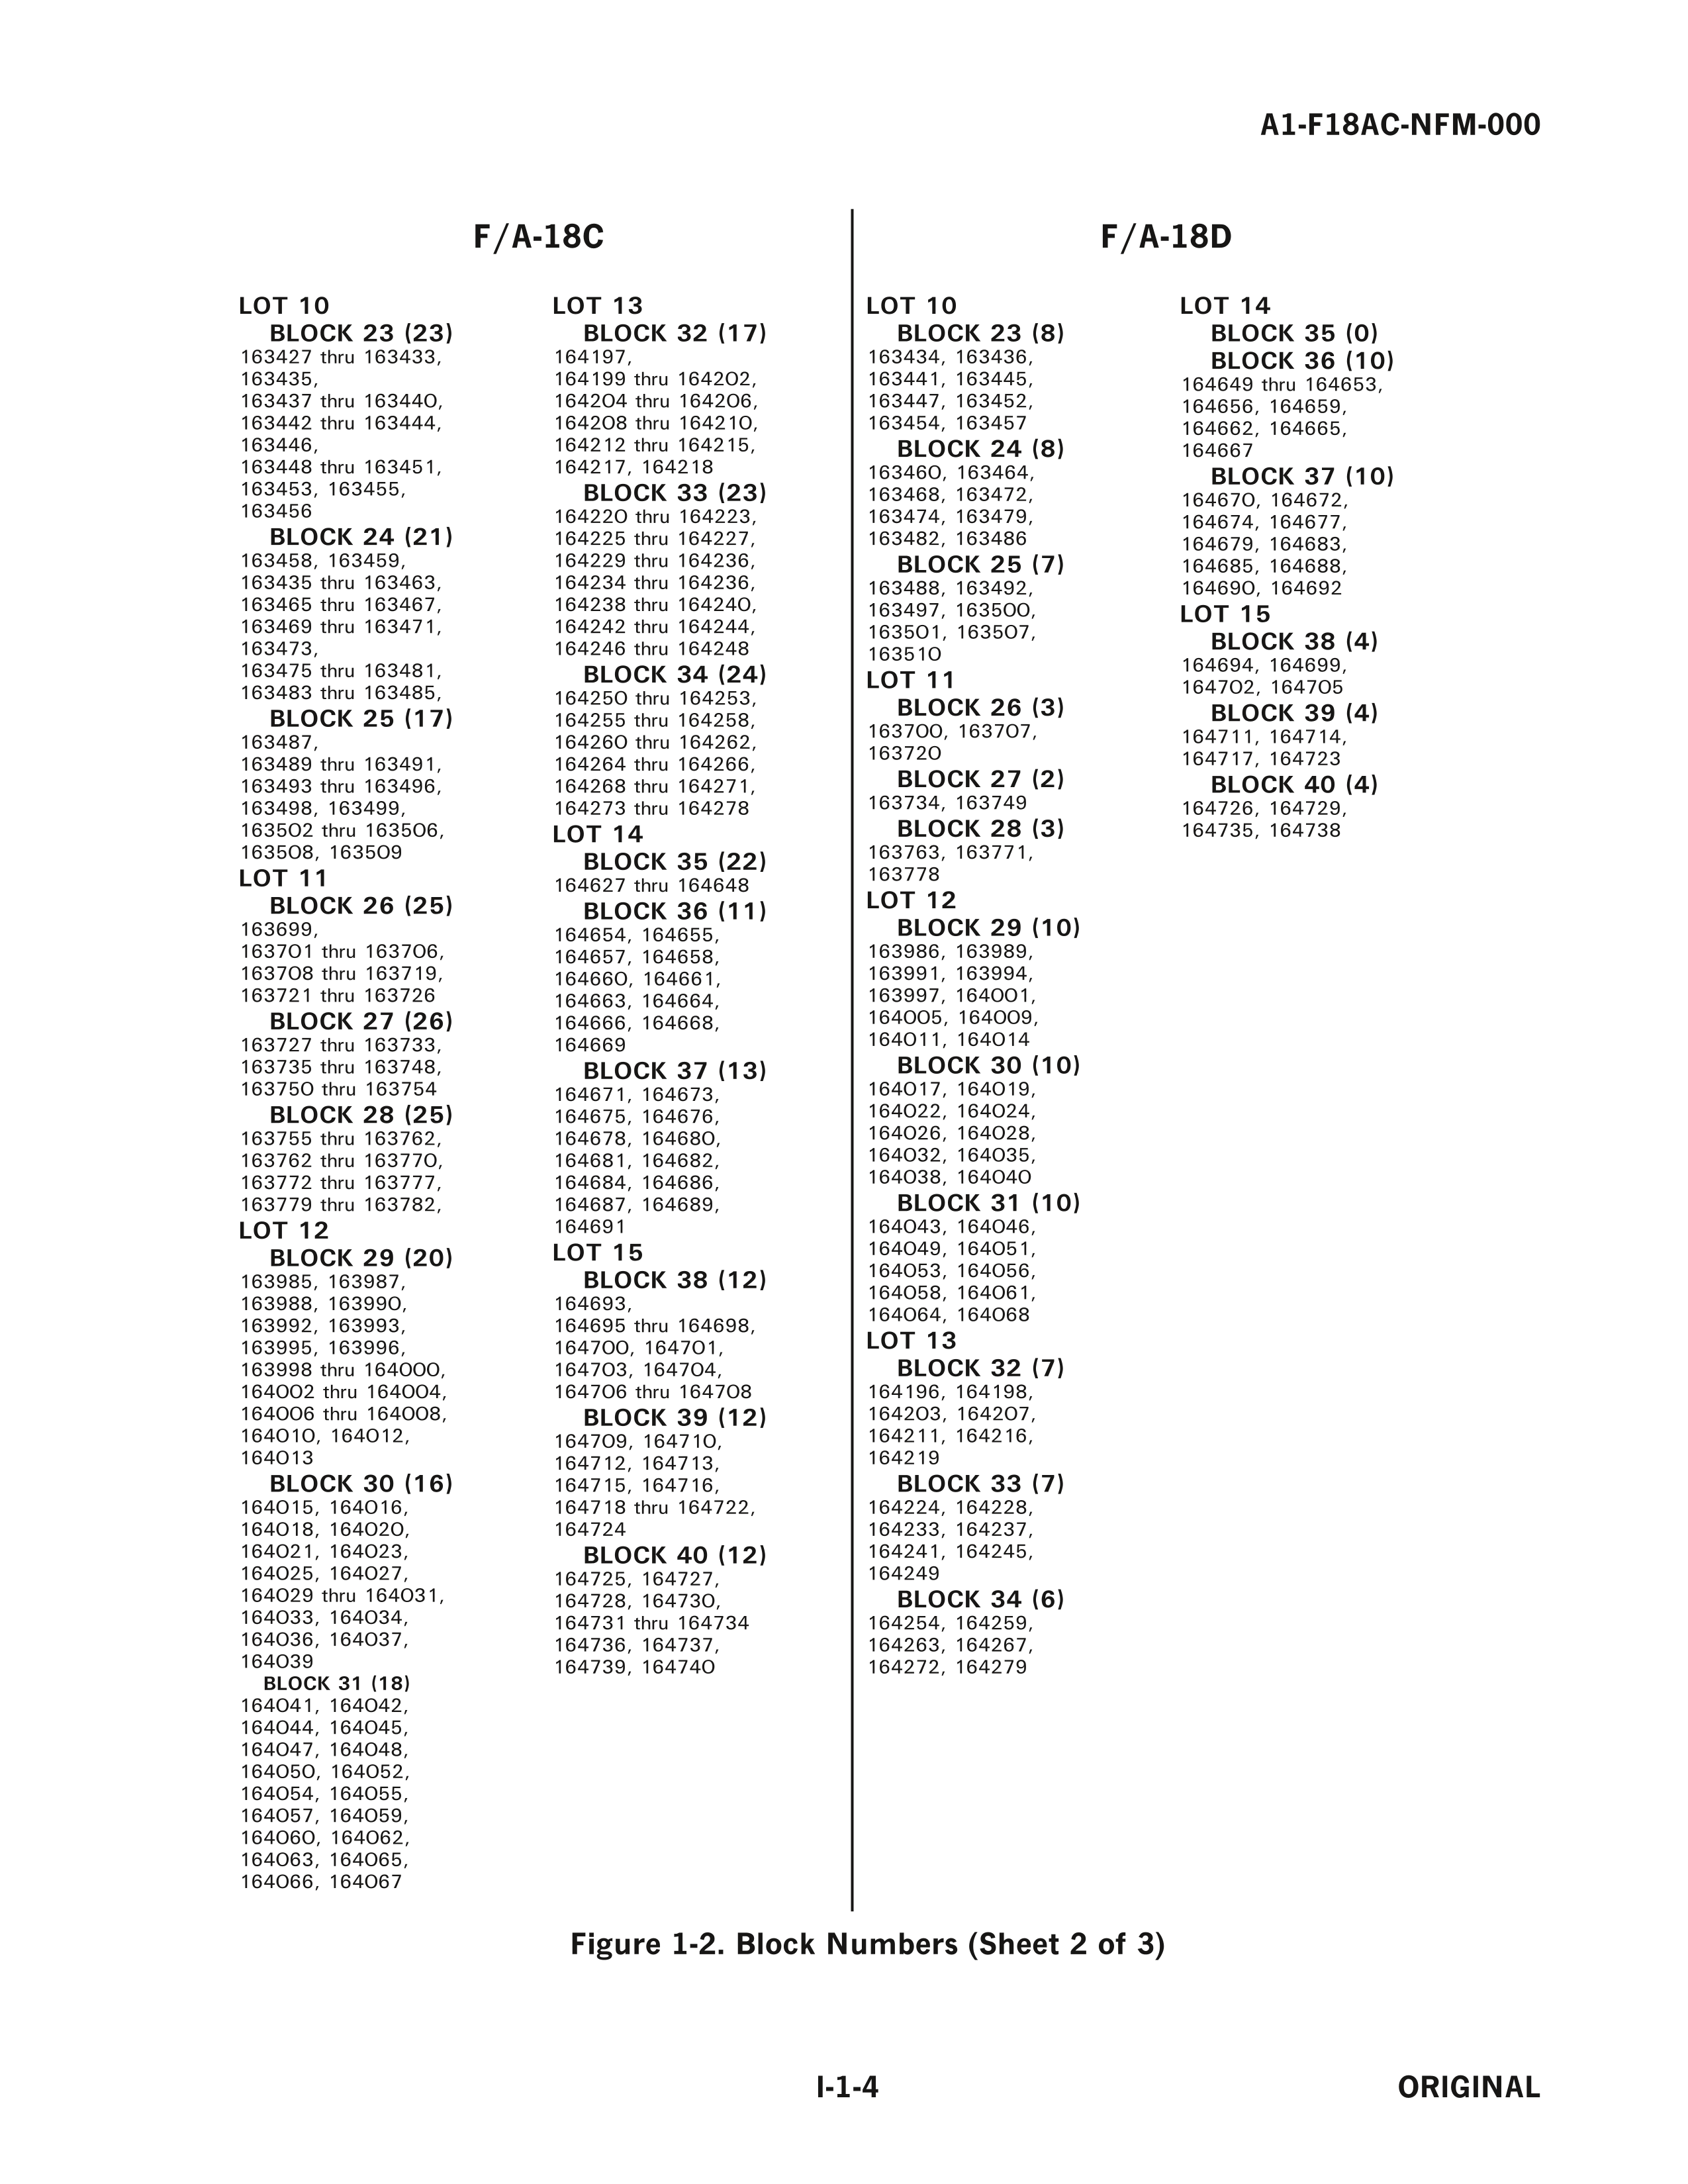 A1-F18AC-NFM-000
F/A-18C
LOT 10
BLOCK 23 (23)
163427 thru 163433,
163435,
163437 thru 163440,
163442 thru 163444,
163446,
163448 thru 163451,
163453, 163455,
163456
BLOCK 24 (21)
163458, 163459,
163435 thru 163463,
163465 thru 163467,
163469 thru 163471,
163473,
163475 thru 163481,
163483 thru 163485,
BLOCK 25 (17)
163487,
163489 thru 163491,
163493 thru 163496,
163498, 163499,
163502 thru 163506,
163508, 163509
LOT 11
BLOCK 26 (25)
163699,
163701 thru 163706,
163708 thru 163719,
163721 thru 163726
BLOCK 27 (26)
163727 thru 163733,
163735 thru 163748,
163750 thru 163754
BLOCK 28 (25)
163755 thru 163762,
163762 thru 163770,
163772 thru 163777,
163779 thru 163782,
LOT 12
BLOCK 29 (20)
163985, 163987,
163988, 163990,
163992, 163993,
163995, 163996,
163998 thru 164000,
164002 thru 164004,
164006 thru 164008,
164010, 164012,
164013
BLOCK 30 (16)
164015, 164016,
164018, 164020,
164021, 164023,
164025, 164027,
164029 thru 164031,
164033, 164034,
164036, 164037,
164039
BLOCK 31 (18)
164041, 164042,
164044, 164045,
164047, 164048,
164050, 164052,
164054, 164055,
164057, 164059,
164060, 164062,
164063, 164065,
164066, 164067
LOT 13
BLOCK 32 (17)
164197,
164199 thru 164202,
164204 thru 164206,
164208 thru 164210,
164212 thru 164215,
164217, 164218
BLOCK 33 (23)
164220 thru 164223,
164225 thru 164227,
164229 thru 164236,
164234 thru 164236,
164238 thru 164240,
164242 thru 164244,
164246 thru 164248
BLOCK 34 (24)
164250 thru 164253,
164255 thru 164258,
164260 thru 164262,
164264 thru 164266,
164268 thru 164271,
164273 thru 164278
LOT 14
BLOCK 35 (22)
164627 thru 164648
BLOCK 36 (11)
164654, 164655,
164657, 164658,
164660, 164661,
164663, 164664,
164666, 164668,
164669
BLOCK 37 (13)
164671, 164673,
164675, 164676,
164678, 164680,
164681, 164682,
164684, 164686,
164687, 164689,
164691
LOT 15
BLOCK 38 (12)
164693,
164695 thru 164698,
164700, 164701,
164703, 164704,
164706 thru 164708
BLOCK 39 (12)
164709, 164710,
164712, 164713,
164715, 164716,
164718 thru 164722,
164724
BLOCK 40 (12)
164725, 164727,
164728, 164730,
164731 thru 164734
164736, 164737,
164739, 164740
F/A-18D
LOT 10
BLOCK 23 (8)
163434, 163436,
163441, 163445,
163447, 163452,
163454, 163457
BLOCK 24 (8)
163460, 163464,
163468, 163472,
163474, 163479,
163482, 163486
BLOCK 25 (7)
163488, 163492,
163497, 163500,
163501, 163507,
163510
LOT 11
BLOCK 26 (3)
163700, 163707,
163720
BLOCK 27 (2)
163734, 163749
BLOCK 28 (3)
163763, 163771,
163778
LOT 12
BLOCK 29 (10)
163986, 163989,
163991, 163994,
163997, 164001,
164005, 164009,
164011, 164014
BLOCK 30 (10)
164017, 164019,
164022, 164024,
164026, 164028,
164032, 164035,
164038, 164040
BLOCK 31 (10)
164043, 164046,
164049, 164051,
164053, 164056,
164058, 164061,
164064, 164068
LOT 13
BLOCK 32 (7)
164196, 164198,
164203, 164207,
164211, 164216,
164219
BLOCK 33 (7)
164224, 164228,
164233, 164237,
164241, 164245,
164249
BLOCK 34 (6)
164254, 164259,
164263, 164267,
164272, 164279
LOT 14
BLOCK 35 (0)
BLOCK 36 (10)
164649 thru 164653,
164656, 164659,
164662, 164665,
164667
BLOCK 37 (10)
164670, 164672,
164674, 164677,
164679, 164683,
164685, 164688,
164690, 164692
LOT 15
BLOCK 38 (4)
164694, 164699,
164702, 164705
BLOCK 39 (4)
164711, 164714,
164717, 164723
BLOCK 40 (4)
164726, 164729,
164735, 164738
Figure 1-2. Block Numbers (Sheet 2 of 3)
I-1-4
ORIGINAL